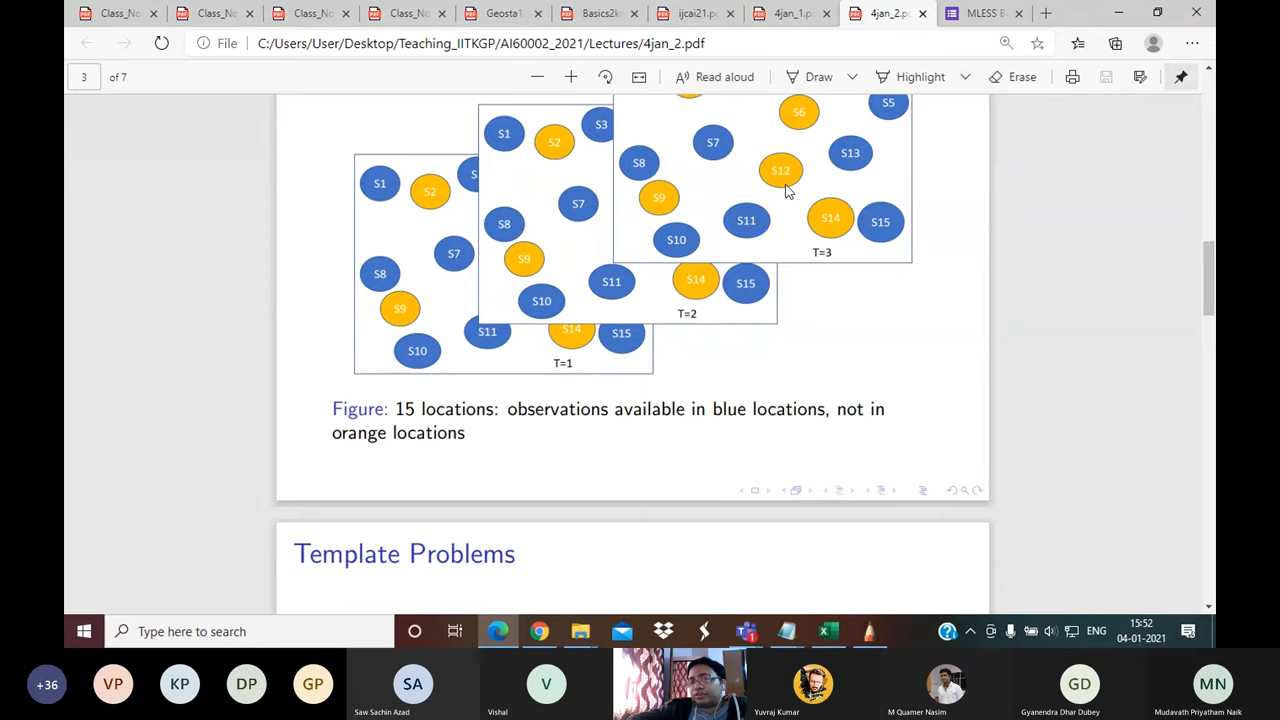 Class_No
Class_No
Class_No
Class_No
Geosta1
Basics2kr
ijcai21.p
4jan_1.p
4jan_2.p
MLESS B
File
C:/Users/User/Desktop/Teaching_IITKGP/AI60002_2021/Lectures/4jan_2.pdf
3 of 7
Read aloud
Draw
Highlight
Erase
S1 S2 S
S8 S7
S9
S10 S11 S14 S15
T=1
S1 S2 S3
S8 S7
S9
S10 S11 S14 S15
T=2
S6 S5
S7 S13
S8 S12
S9
S10 S11 S14 S15
T=3
Figure: 15 locations: observations available in blue locations, not in
orange locations
Template Problems
Type here to search
1
ENG
15:52
04-01-2021
+36
VP
KP
DP
GP
SA
Saw Sachin Azad
V
Vishal
Yuvraj Kumar
M Quamer Nasim
GD
Gyanendra Dhar Dubey
MN
Mudavath Priyatham Naik